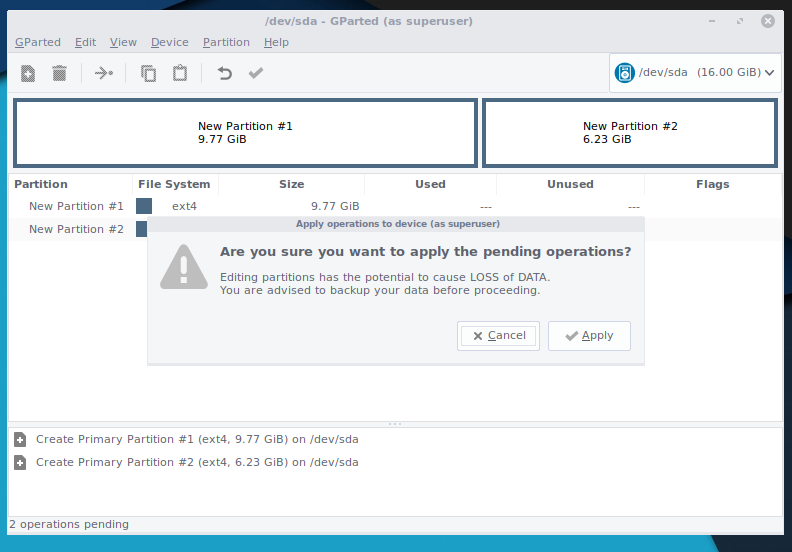 /dev/sda - GParted (as superuser)
GParted Edit View Device Partition Help
/dev/sda (16.00 GiB)
New Partition #1
9.77 GiB
New Partition #2
6.23 GiB
Partition File System Size Used Unused Flags
New Partition #1 ext4 9.77 GiB --- ---
New Partition #2
Apply operations to device (as superuser)
Are you sure you want to apply the pending operations?
Editing partitions has the potential to cause LOSS of DATA.
You are advised to backup your data before proceeding.
Cancel Apply
Create Primary Partition #1 (ext4, 9.77 GiB) on /dev/sda
Create Primary Partition #2 (ext4, 6.23 GiB) on /dev/sda
2 operations pending